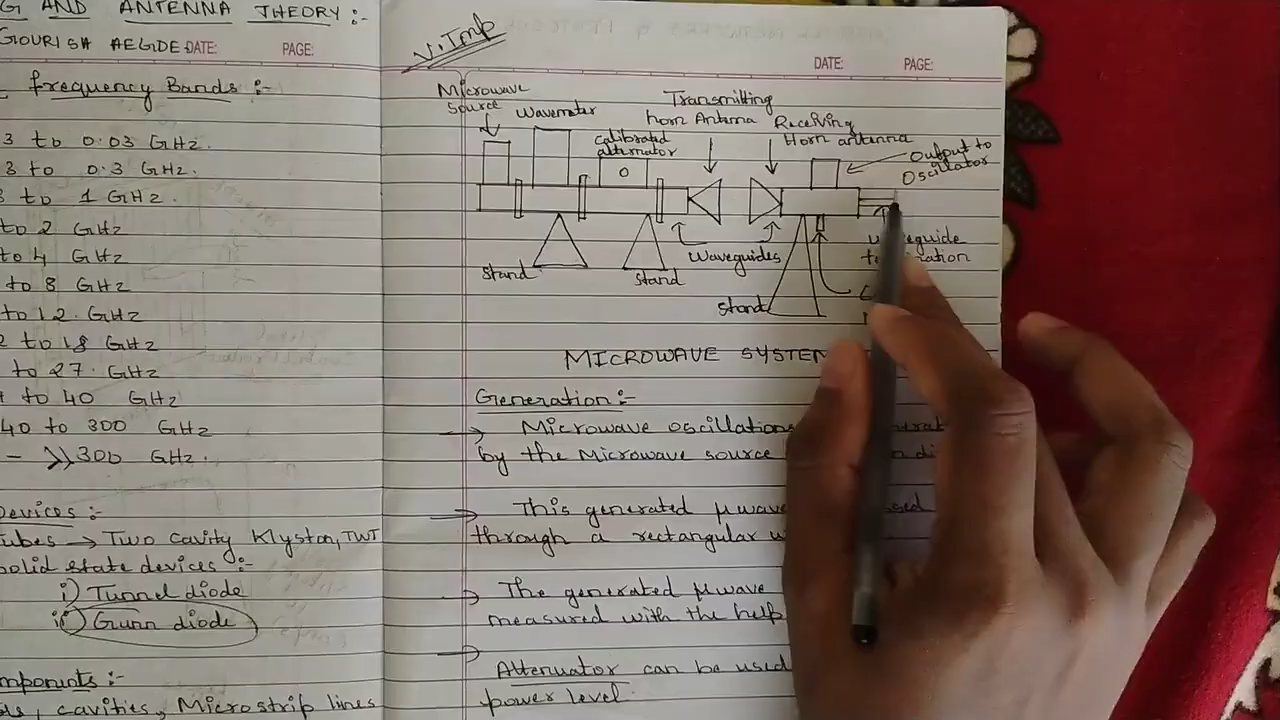 G AND ANTENNA THEORY :-
GOURISH AEGIDE DATE: PAGE:
frequency Bands :-
3 to 0.03 GHz.
3 to 0.3 GHz.
3 to 1 GHz.
to 2 GHz
to 4 GHz
to 8 GHz
to 12. GHz
2 to 18 GHz
to 27. GHz
to 40 GHz
40 to 300 GHz
- >>300 GHz.
Devices :-
Tubes → Two cavity Klyston, TWT
Solid state devices :-
i) Tunnel diode
ii) Gunn diode
mponents :-
cavities, Microstrip lines
V. Imp
DATE: PAGE:
Microwave
Source
Wavemeter
calibrated
atternator
Transmitting
horn Antenna
Receiving
Horn antenna
Output to
Oscillator
Waveguides
Stand
Stand
Stand
MICROWAVE SYSTEM
Generation :-
→ Microwave oscillations
by the Microwave source
→ This generated μwave
through a rectangular
→ The generated μwave
measured with the help
→ Attenuator can be used
power level.